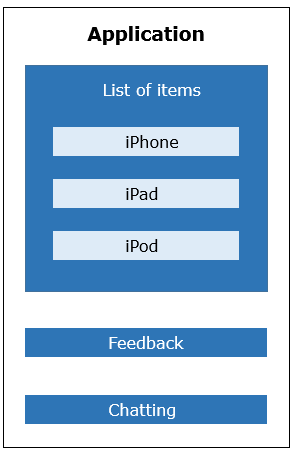 Application
List of items
iPhone
iPad
iPod
Feedback
Chatting